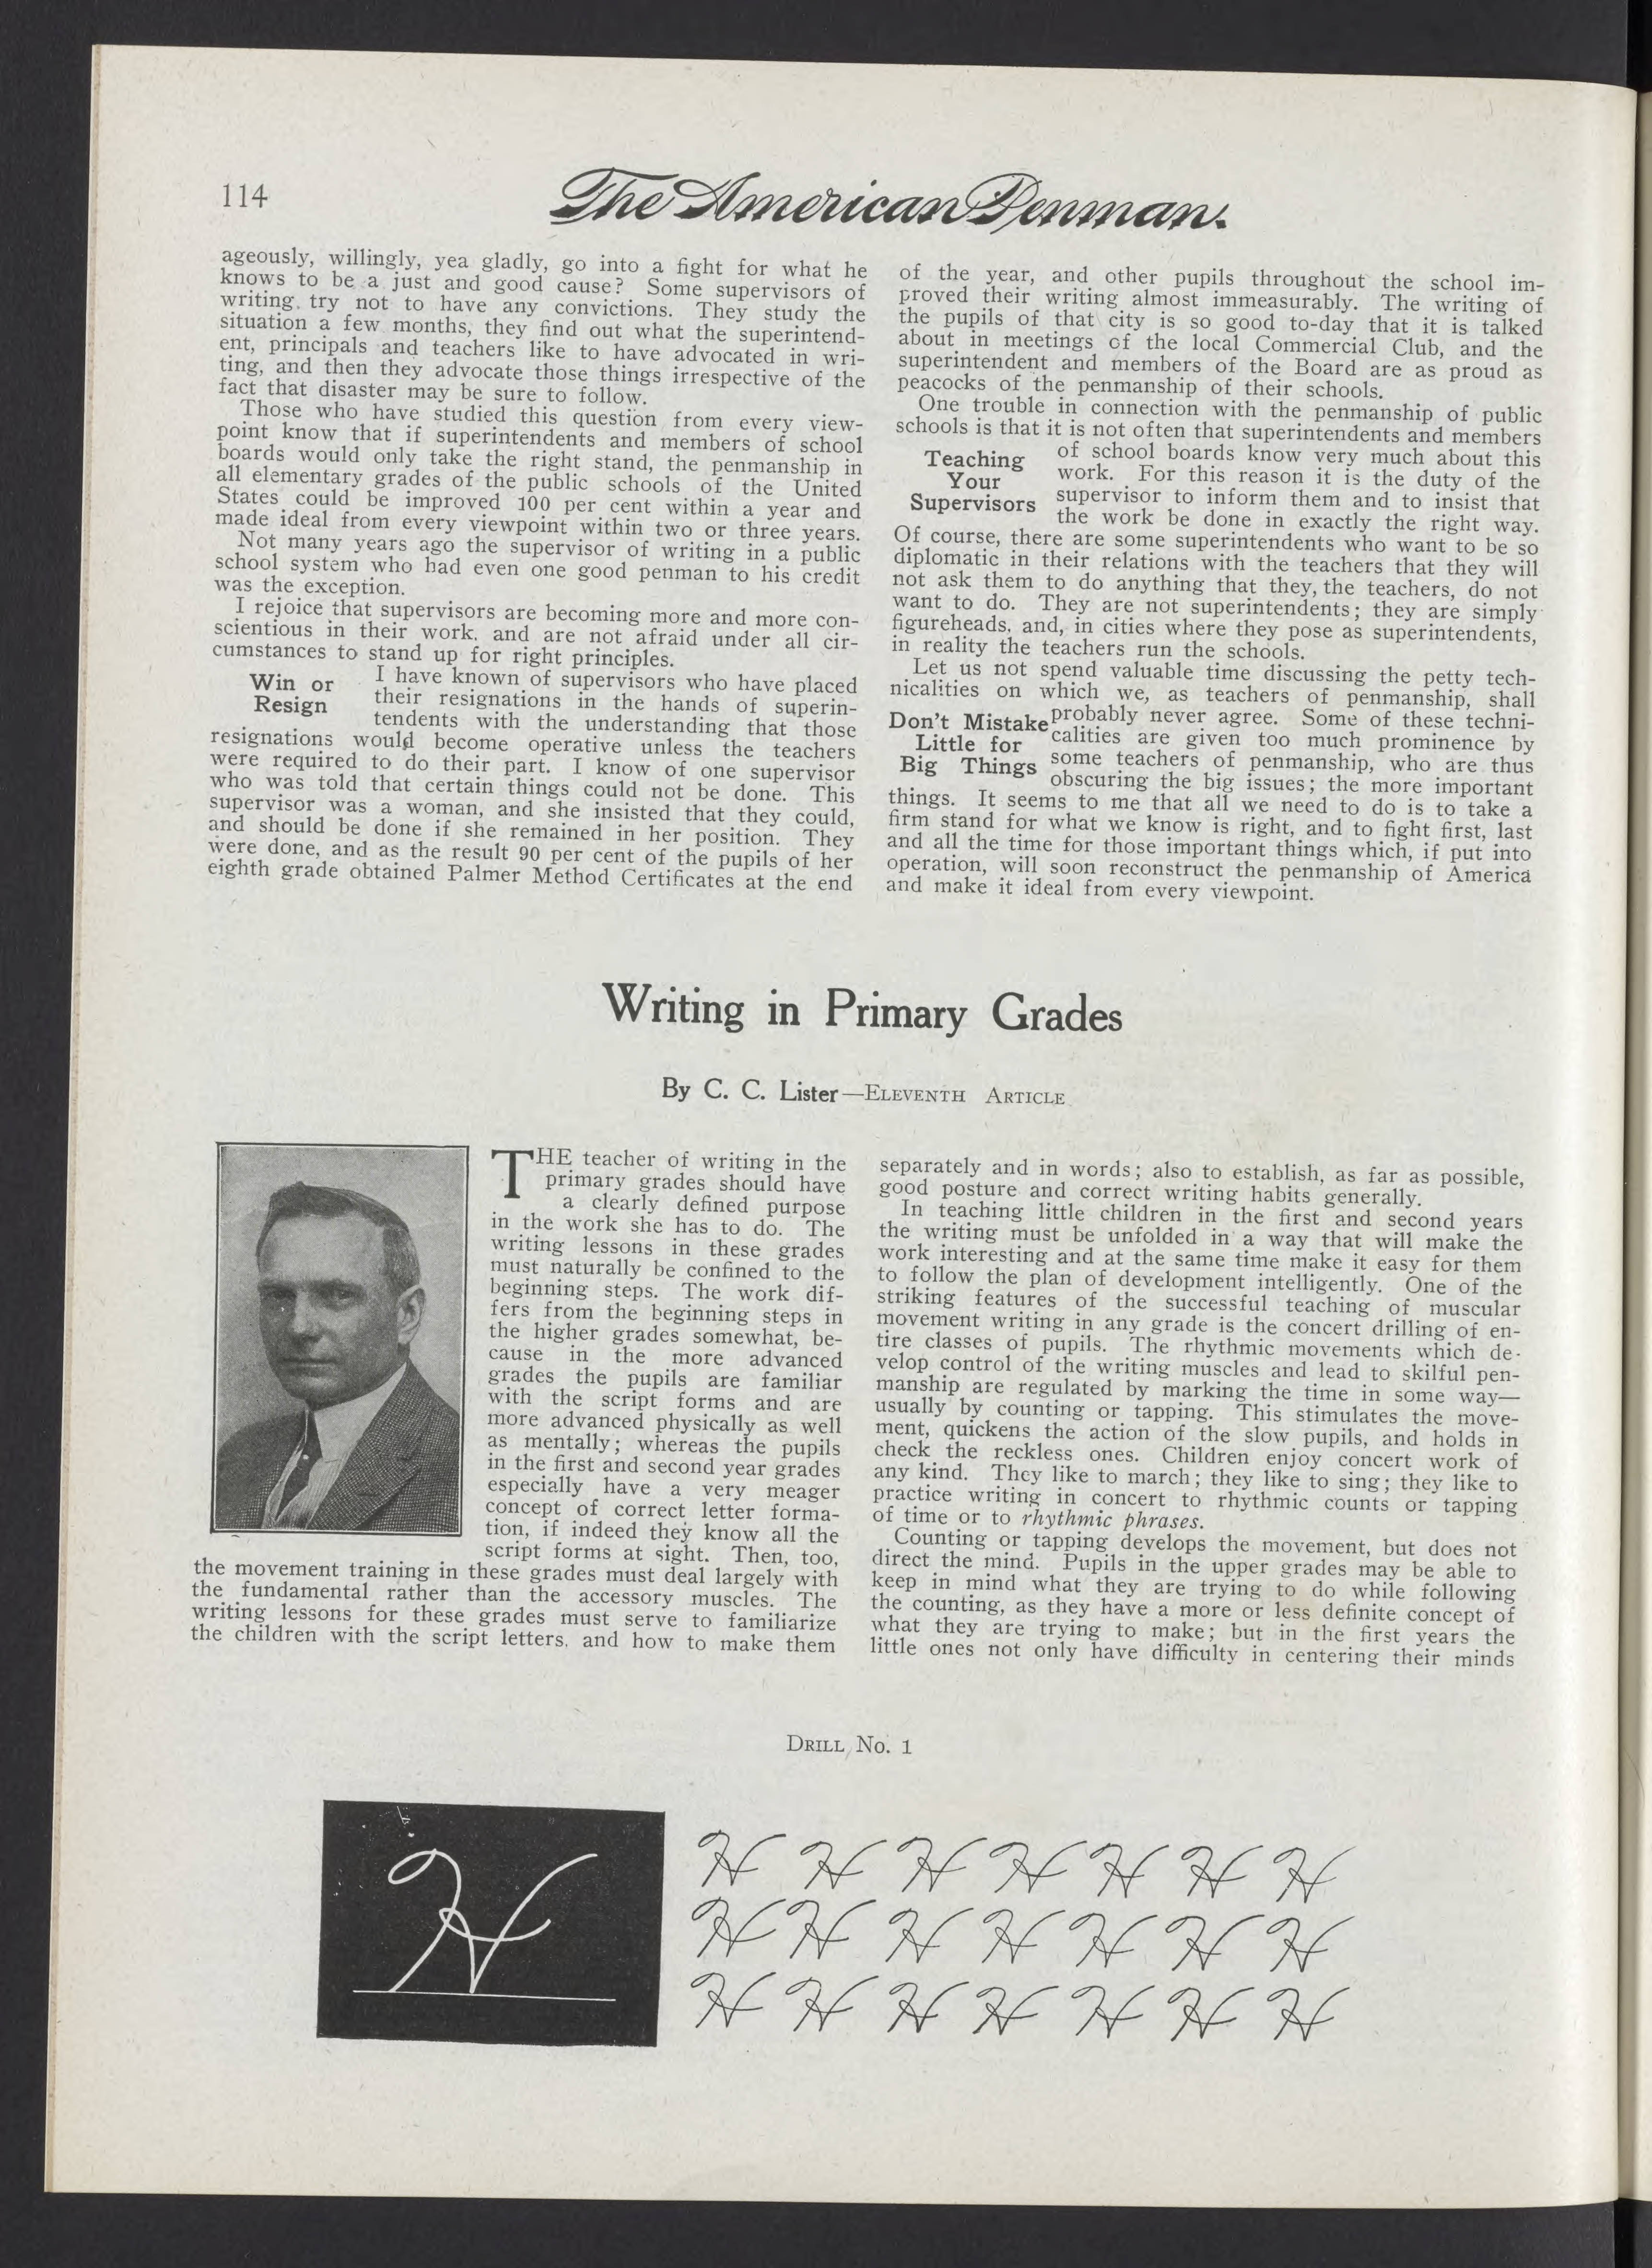 114
The American Penman.
ageously, willingly, yea gladly, go into a fight for what he
knows to be a just and good cause? Some supervisors of
writing try not to have any convictions. They study the
situation a few months, they find out what the superintend-
ent, principals and teachers like to have advocated in wri-
ting, and then they advocate those things irrespective of the
fact that disaster may be sure to follow.
Those who have studied this question from every view-
point know that if superintendents and members of school
boards would only take the right stand, the penmanship in
all elementary grades of the public schools of the United
States could be improved 100 per cent within a year and
made ideal from every viewpoint within two or three years.
Not many years ago the supervisor of writing in a public
school system who had even one good penman to his credit
was the exception.
I rejoice that supervisors are becoming more and more con-
scientious in their work, and are not afraid under all cir-
cumstances to stand up for right principles.
Win or
Resign
I have known of supervisors who have placed
their resignations in the hands of superin-
tendents with the understanding that those
resignations would become operative unless the teachers
were required to do their part. I know of one supervisor
who was told that certain things could not be done. This
supervisor was a woman, and she insisted that they could,
and should be done if she remained in her position. They
were done, and as the result 90 per cent of the pupils of her
eighth grade obtained Palmer Method Certificates at the end
of the year, and other pupils throughout the school im-
proved their writing almost immeasurably. The writing of
the pupils of that city is so good to-day that it is talked
about in meetings of the local Commercial Club, and the
superintendent and members of the Board are as proud as
peacocks of the penmanship of their schools.
One trouble in connection with the penmanship of public
schools is that it is not often that superintendents and members
Teaching
Your
Supervisors
of school boards know very much about this
work. For this reason it is the duty of the
supervisor to inform them and to insist that
the work be done in exactly the right way.
Of course, there are some superintendents who want to be so
diplomatic in their relations with the teachers that they will
not ask them to do anything that they, the teachers, do not
want to do. They are not superintendents; they are simply
figureheads, and, in cities where they pose as superintendents,
in reality the teachers run the schools.
Let us not spend valuable time discussing the petty tech-
nicalities on which we, as teachers of penmanship, shall
Don't Mistake
Little for
Big Things
probably never agree. Some of these techni-
calities are given too much prominence by
some teachers of penmanship, who are thus
obscuring the big issues; the more important
things. It seems to me that all we need to do is to take a
firm stand for what we know is right, and to fight first, last
and all the time for those important things which, if put into
operation, will soon reconstruct the penmanship of America
and make it ideal from every viewpoint.
Writing in Primary Grades
By C. C. Lister—Eleventh Article
THE teacher of writing in the
primary grades should have
a clearly defined purpose
in the work she has to do. The
writing lessons in these grades
must naturally be confined to the
beginning steps. The work dif-
fers from the beginning steps in
the higher grades somewhat, be-
cause in the more advanced
grades the pupils are familiar
with the script forms and are
more advanced physically as well
as mentally; whereas the pupils
in the first and second year grades
especially have a very meager
concept of correct letter forma-
tion, if indeed they know all the
script forms at sight. Then, too,
the movement training in these grades must deal largely with
the fundamental rather than the accessory muscles. The
writing lessons for these grades must serve to familiarize
the children with the script letters, and how to make them
separately and in words; also to establish, as far as possible,
good posture and correct writing habits generally.
In teaching little children in the first and second years
the writing must be unfolded in a way that will make the
work interesting and at the same time make it easy for them
to follow the plan of development intelligently. One of the
striking features of the successful teaching of muscular
movement writing in any grade is the concert drilling of en-
tire classes of pupils. The rhythmic movements which de-
velop control of the writing muscles and lead to skilful pen-
manship are regulated by marking the time in some way—
usually by counting or tapping. This stimulates the move-
ment, quickens the action of the slow pupils, and holds in
check the reckless ones. Children enjoy concert work of
any kind. They like to march; they like to sing; they like to
practice writing in concert to rhythmic counts or tapping
of time or to rhythmic phrases.
Counting or tapping develops the movement, but does not
direct the mind. Pupils in the upper grades may be able to
keep in mind what they are trying to do while following
the counting, as they have a more or less definite concept of
what they are trying to make; but in the first years the
little ones not only have difficulty in centering their minds
Drill No. 1
H
H H H H H H H
H H H H H H H
H H H H H H H